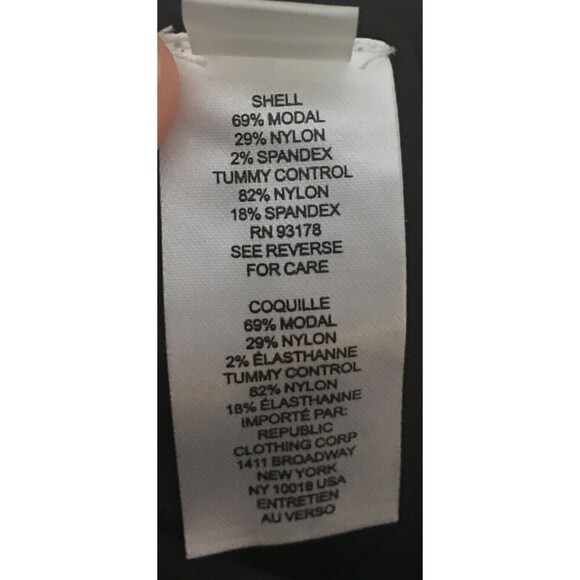 SHELL
69% MODAL
29% NYLON
2% SPANDEX
TUMMY CONTROL
82% NYLON
18% SPANDEX
RN 93178
SEE REVERSE
FOR CARE
COQUILLE
69% MODAL
29% NYLON
2% ÉLASTHANNE
TUMMY CONTROL
82% NYLON
18% ÉLASTHANNE
IMPORTÉ PAR:
REPUBLIC
CLOTHING CORP
1411 BROADWAY
NEW YORK
NY 10018 USA
ENTRETIEN
AU VERSO